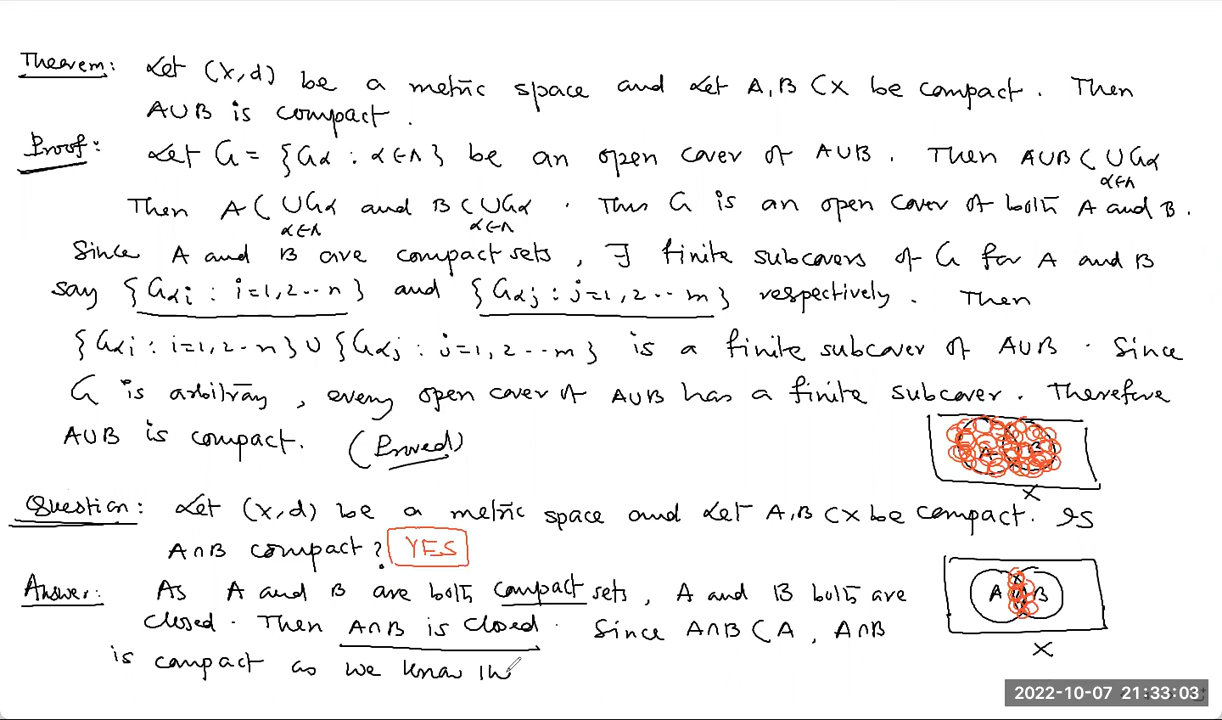 Theorem: Let (X,d) be a metric space and let A,B ⊂ X be compact. Then
A∪B is compact.
Proof: Let G = {Gα : α∈Λ} be an open cover of A∪B. Then A∪B ⊂ ∪Gα
α∈Λ
Then A ⊂ ∪Gα and B ⊂ ∪Gα. Thus G is an open cover of both A and B.
α∈Λ α∈Λ
Since A and B are compact sets, ∃ finite subcovers of G for A and B
say {Gαi : i=1,2...n} and {Gαj : j=1,2...m} respectively. Then
{Gαi : i=1,2..n} ∪ {Gαj : j=1,2...m} is a finite subcover of A∪B. Since
G is arbitrary, every open cover of A∪B has a finite subcover. Therefore
A∪B is compact. (Proved)
A B
X
Question: Let (X,d) be a metric space and let A,B ⊂ X be compact. Is
A∩B compact? YES
Answer: As A and B are both compact sets, A and B both are
closed. Then A∩B is closed. Since A∩B ⊂ A, A∩B
is compact as we know
A B
X
2022-10-07 21:33:03